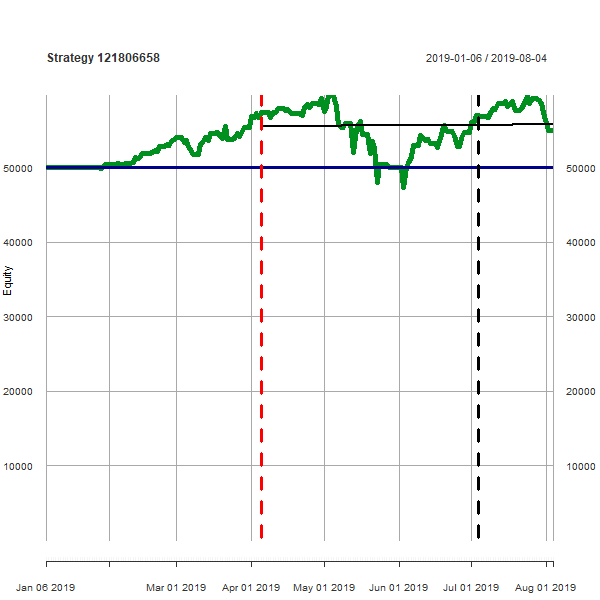 Strategy 121806658
2019-01-06 / 2019-08-04
50000
50000
40000
40000
Equity
30000
30000
20000
20000
10000
10000
Jan 06 2019
Mar 01 2019
Apr 01 2019
May 01 2019
Jun 01 2019
Jul 01 2019
Aug 01 2019